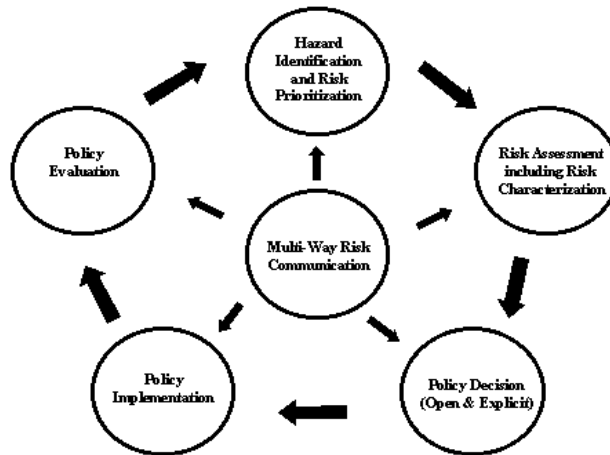 Hazard
Identification
and Risk
Prioritization
Policy
Evaluation
Risk Assessment
including Risk
Characterization
Multi-Way Risk
Communication
Policy
Implementation
Policy Decision
(Open & Explicit)